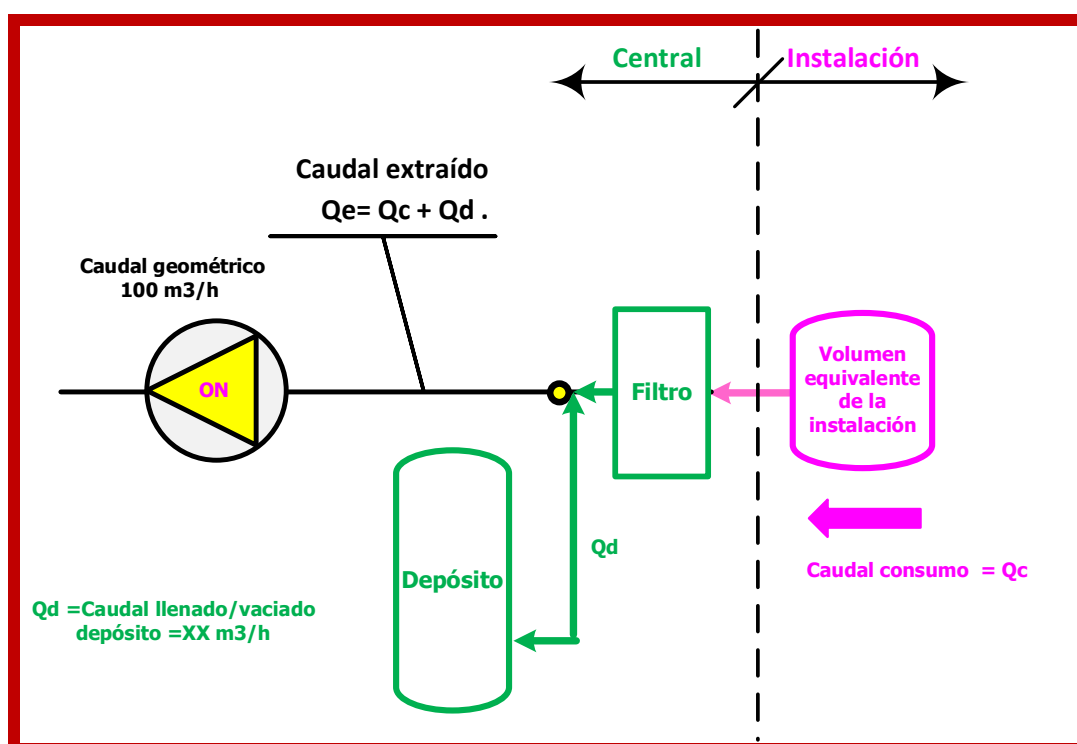 Central
Instalación
Caudal extraído
Qe= Qc + Qd .
Caudal geométrico
100 m3/h
ON
Filtro
Volumen
equivalente
de la
instalación
Depósito
Qd
Caudal consumo = Qc
Qd =Caudal llenado/vaciado
depósito =XX m3/h